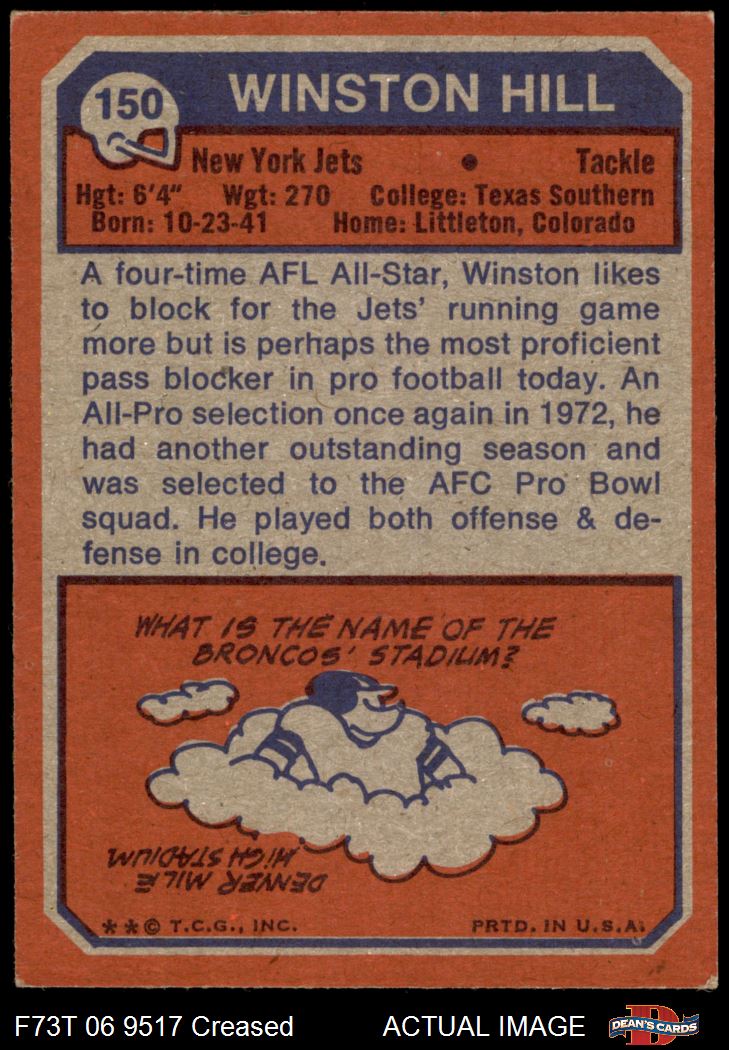 150
WINSTON HILL
New York Jets • Tackle
Hgt: 6'4" Wgt: 270 College: Texas Southern
Born: 10-23-41 Home: Littleton, Colorado
A four-time AFL All-Star, Winston likes
to block for the Jets' running game
more but is perhaps the most proficient
pass blocker in pro football today. An
All-Pro selection once again in 1972, he
had another outstanding season and
was selected to the AFC Pro Bowl
squad. He played both offense & de-
fense in college.
WHAT IS THE NAME OF THE
BRONCOS' STADIUM?
DENVER MILE
HIGH STADIUM
**© T.C.G., INC. PRTD. IN U.S.A.
F73T 06 9517 Creased ACTUAL IMAGE
DEAN'S CARDS